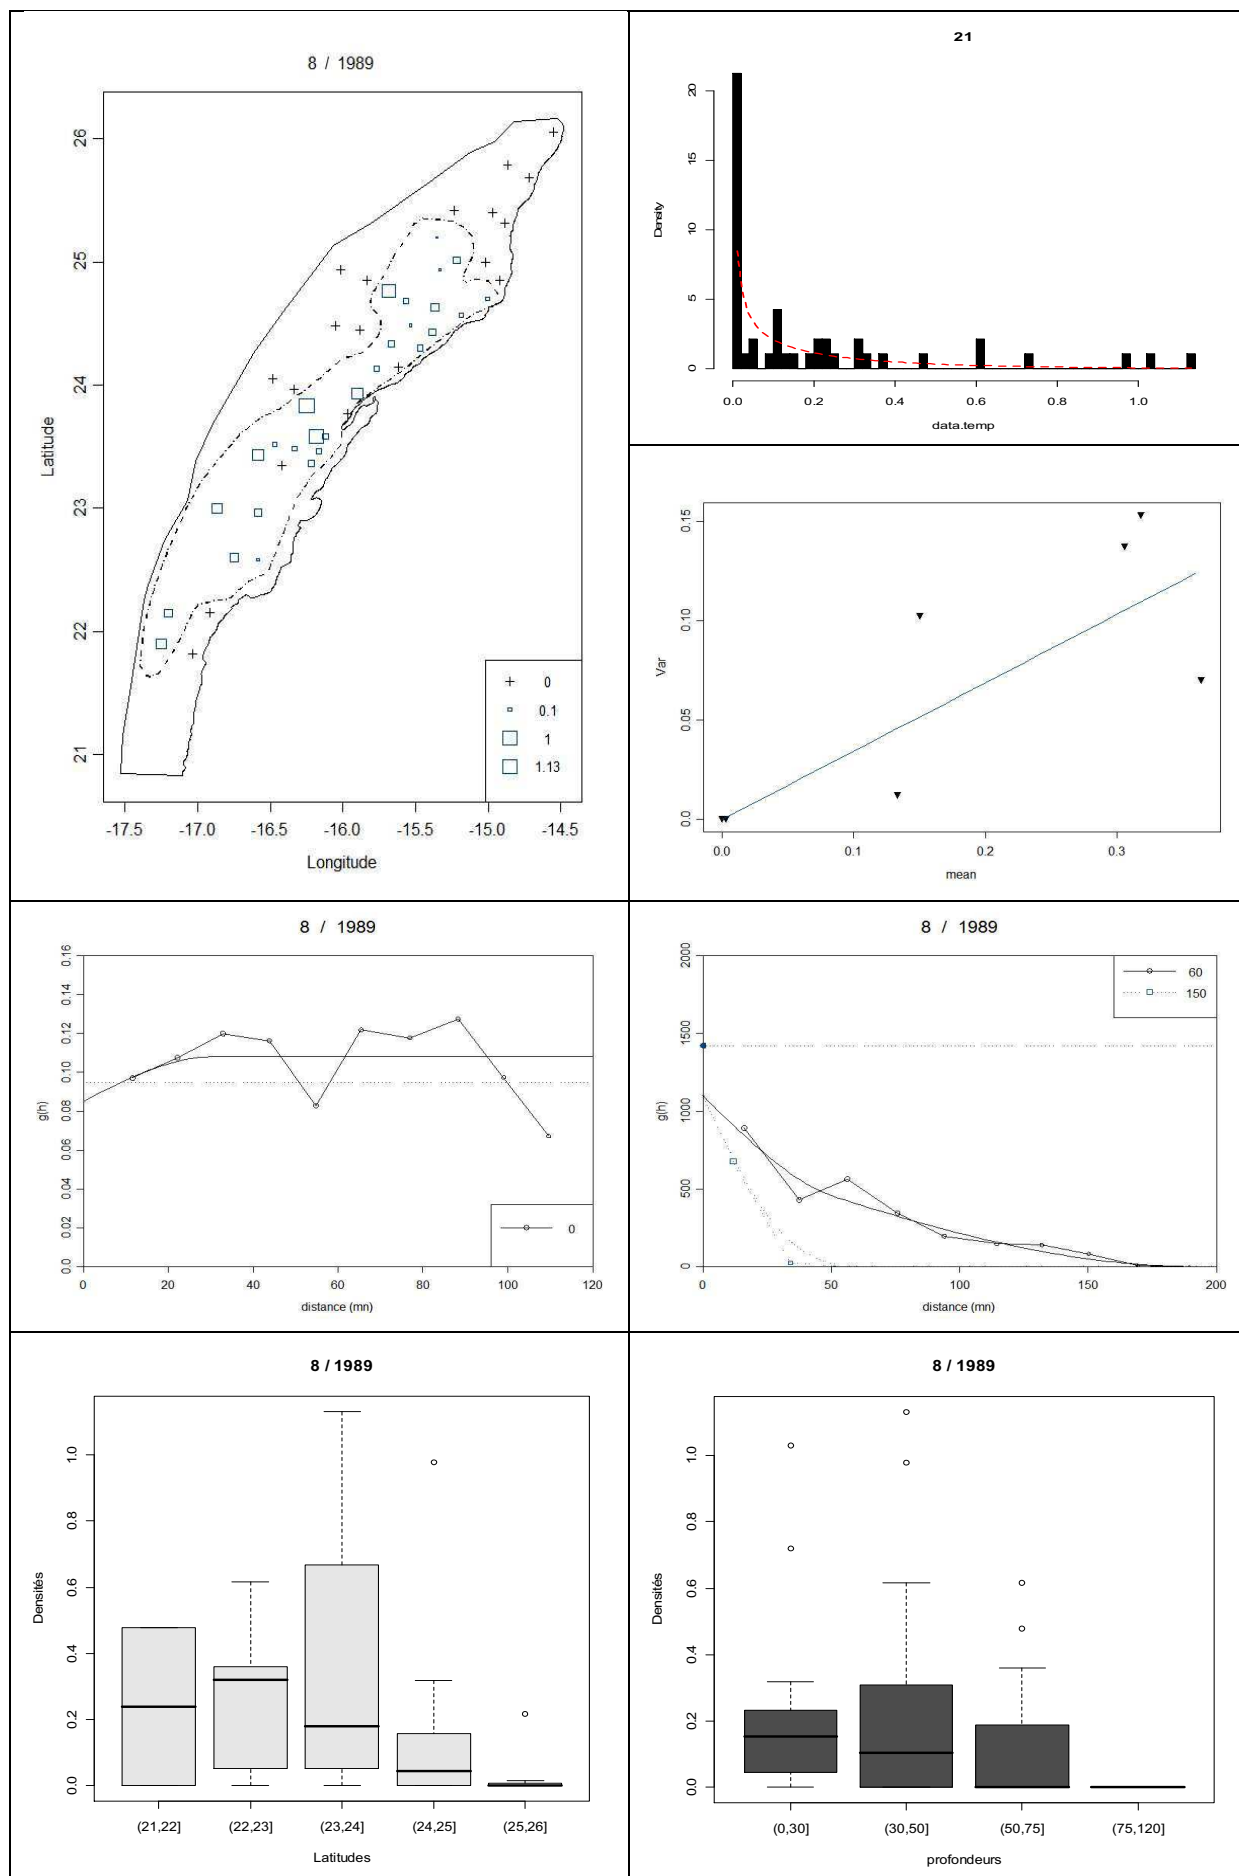 8 / 1989
26
25
24
23
22
21
Latitude
0
0.1
1
1.13
-17.5 -17.0 -16.5 -16.0 -15.5 -15.0 -14.5
Longitude
21
20
15
10
5
0
Density
0.0 0.2 0.4 0.6 0.8 1.0
data.temp
0.15
0.10
0.05
0.0
Var
0.0 0.1 0.2 0.3
mean
8 / 1989
0.16
0.14
0.12
0.10
0.08
0.06
0.04
0.02
0.0
g(h)
0
0 20 40 60 80 100 120
distance (mn)
8 / 1989
2000
1500
1000
500
0
g(h)
60
150
0 50 100 150 200
distance (mn)
8 / 1989
1.0
0.8
0.6
0.4
0.2
0.0
Densités
(21,22] (22,23] (23,24] (24,25] (25,26]
Latitudes
8 / 1989
1.0
0.8
0.6
0.4
0.2
0.0
Densités
(0,30] (30,50] (50,75] (75,120]
profondeurs